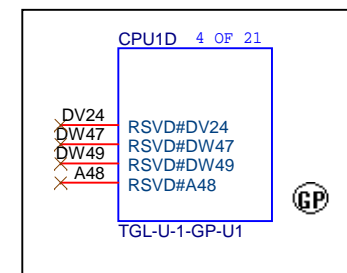 CPU1D 4 OF 21
DV24 RSVD#DV24
DW47 RSVD#DW47
DW49 RSVD#DW49
A48 RSVD#A48
GP
TGL-U-1-GP-U1